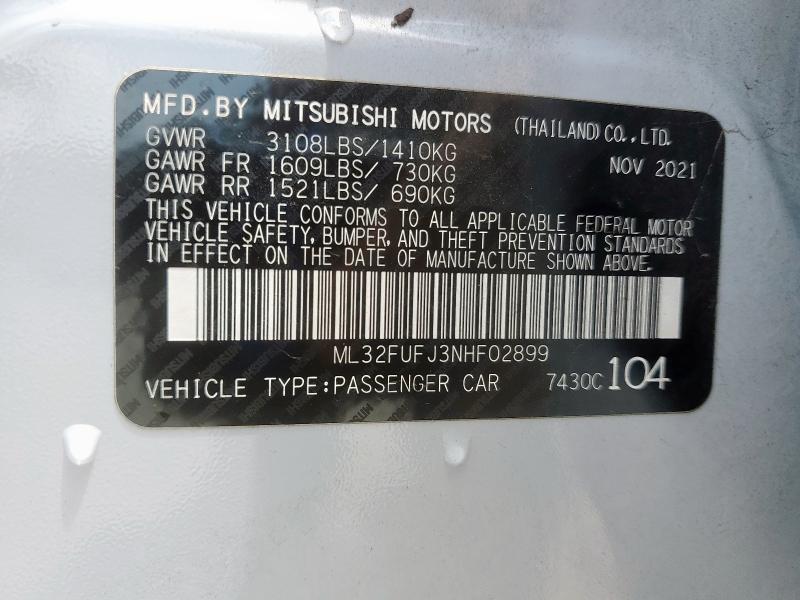 MFD.BY MITSUBISHI MOTORS (THAILAND)CO.,LTD.
GVWR 3108LBS/1410KG
NOV 2021
GAWR FR 1609LBS/ 730KG
GAWR RR 1521LBS/ 690KG
THIS VEHICLE CONFORMS TO ALL APPLICABLE FEDERAL MOTOR
VEHICLE SAFETY, BUMPER, AND THEFT PREVENTION STANDARDS
IN EFFECT ON THE DATE OF MANUFACTURE SHOWN ABOVE.
ML32FUFJ3NHF02899
VEHICLE TYPE:PASSENGER CAR 7430C 104